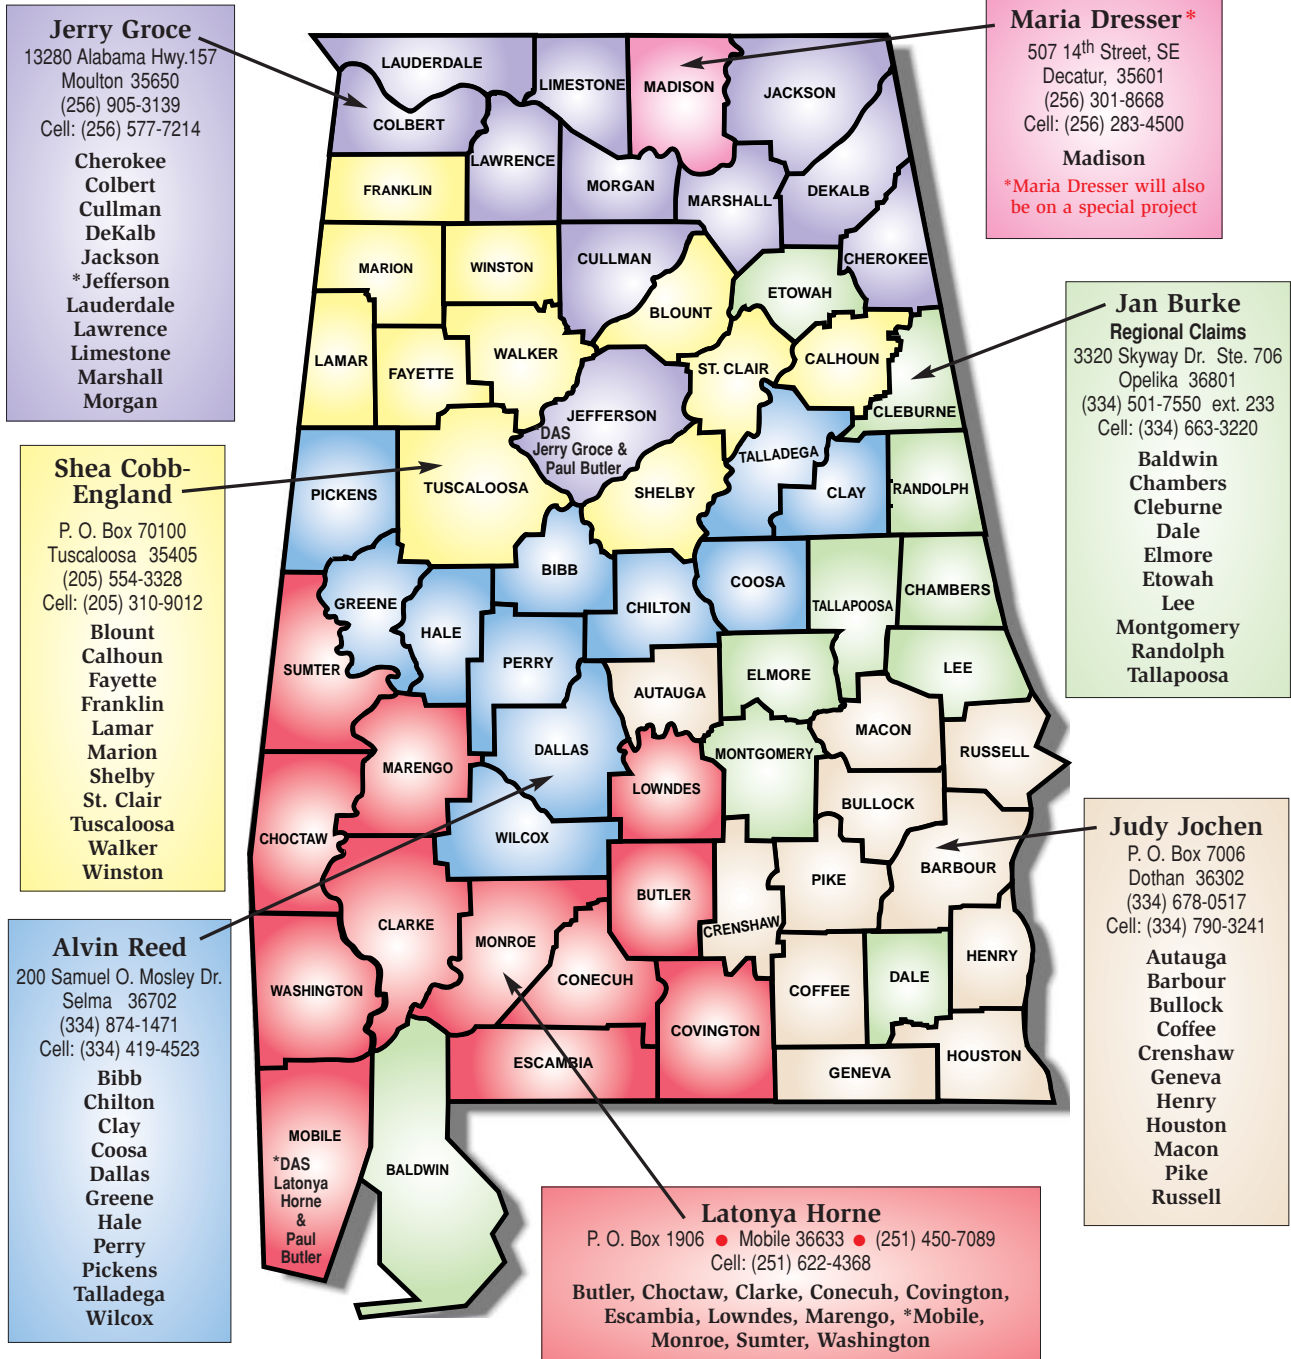 Jerry Groce
13280 Alabama Hwy.157
Moulton 35650
(256) 905-3139
Cell: (256) 577-7214
Cherokee
Colbert
Cullman
DeKalb
Jackson
*Jefferson
Lauderdale
Lawrence
Limestone
Marshall
Morgan
Shea Cobb-
England
P. O. Box 70100
Tuscaloosa 35405
(205) 554-3328
Cell: (205) 310-9012
Blount
Calhoun
Fayette
Franklin
Lamar
Marion
Shelby
St. Clair
Tuscaloosa
Walker
Winston
Alvin Reed
200 Samuel O. Mosley Dr.
Selma 36702
(334) 874-1471
Cell: (334) 419-4523
Bibb
Chilton
Clay
Coosa
Dallas
Greene
Hale
Perry
Pickens
Talladega
Wilcox
LAUDERDALE
LIMESTONE
MADISON
JACKSON
COLBERT
LAWRENCE
FRANKLIN
MORGAN
MARSHALL
DEKALB
MARION
WINSTON
CULLMAN
CHEROKEE
ETOWAH
BLOUNT
LAMAR
FAYETTE
WALKER
ST. CLAIR
CALHOUN
CLEBURNE
JEFFERSON
*DAS
Jerry Groce &
Paul Butler
TALLADEGA
PICKENS
TUSCALOOSA
SHELBY
CLAY
RANDOLPH
BIBB
COOSA
CHAMBERS
GREENE
HALE
CHILTON
TALLAPOOSA
SUMTER
PERRY
AUTAUGA
ELMORE
LEE
MACON
RUSSELL
MARENGO
DALLAS
MONTGOMERY
LOWNDES
BULLOCK
CHOCTAW
WILCOX
BARBOUR
PIKE
BUTLER
CLARKE
MONROE
CRENSHAW
WASHINGTON
CONECUH
COFFEE
DALE
HENRY
COVINGTON
ESCAMBIA
GENEVA
HOUSTON
MOBILE
*DAS
Latonya
Horne
&
Paul
Butler
BALDWIN
Maria Dresser*
507 14th Street, SE
Decatur, 35601
(256) 301-8668
Cell: (256) 283-4500
Madison
*Maria Dresser will also
be on a special project
Jan Burke
Regional Claims
3320 Skyway Dr. Ste. 706
Opelika 36801
(334) 501-7550 ext. 233
Cell: (334) 663-3220
Baldwin
Chambers
Cleburne
Dale
Elmore
Etowah
Lee
Montgomery
Randolph
Tallapoosa
Judy Jochen
P. O. Box 7006
Dothan 36302
(334) 678-0517
Cell: (334) 790-3241
Autauga
Barbour
Bullock
Coffee
Crenshaw
Geneva
Henry
Houston
Macon
Pike
Russell
Latonya Horne
P. O. Box 1906 ● Mobile 36633 ● (251) 450-7089
Cell: (251) 622-4368
Butler, Choctaw, Clarke, Conecuh, Covington,
Escambia, Lowndes, Marengo, *Mobile,
Monroe, Sumter, Washington